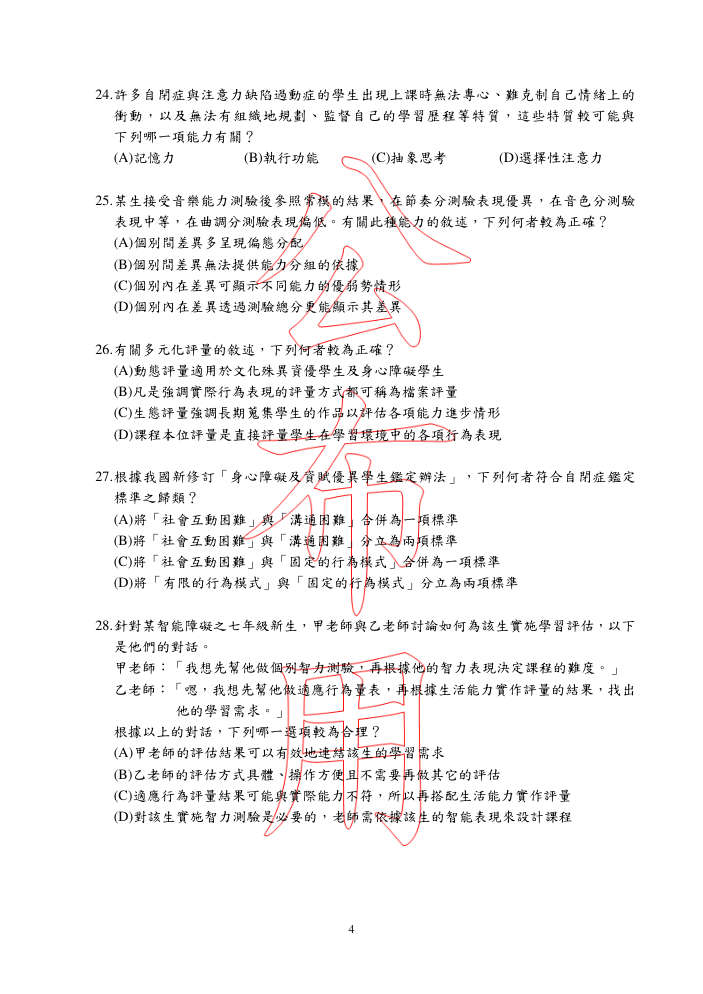 24.許多自閉症與注意力缺陷過動症的學生出現上課時無法專心、難克制自己情緒上的
衝動，以及無法有組織地規劃、監督自己的學習歷程等特質，這些特質較可能與
下列哪一項能力有關？
(A)記憶力 (B)執行功能 (C)抽象思考 (D)選擇性注意力
25.某生接受音樂能力測驗後參照常模的結果，在節奏分測驗表現優異，在音色分測驗
表現中等，在曲調分測驗表現偏低。有關此種能力的敘述，下列何者較為正確？
(A)個別間差異多呈現偏態分配
(B)個別間差異無法提供能力分組的依據
(C)個別內在差異可顯示不同能力的優弱勢情形
(D)個別內在差異透過測驗總分更能顯示其差異
26.有關多元化評量的敘述，下列何者較為正確？
(A)動態評量適用於文化殊異資優學生及身心障礙學生
(B)凡是強調實際行為表現的評量方式都可稱為檔案評量
(C)生態評量強調長期蒐集學生的作品以評估各項能力進步情形
(D)課程本位評量是直接評量學生在學習環境中的各項行為表現
27.根據我國新修訂「身心障礙及資賦優異學生鑑定辦法」，下列何者符合自閉症鑑定
標準之歸類？
(A)將「社會互動困難」與「溝通困難」合併為一項標準
(B)將「社會互動困難」與「溝通困難」分立為兩項標準
(C)將「社會互動困難」與「固定的行為模式」合併為一項標準
(D)將「有限的行為模式」與「固定的行為模式」分立為兩項標準
28.針對某智能障礙之七年級新生，甲老師與乙老師討論如何為該生實施學習評估，以下
是他們的對話。
甲老師：「我想先幫他做個別智力測驗，再根據他的智力表現決定課程的難度。」
乙老師：「嗯，我想先幫他做適應行為量表，再根據生活能力實作評量的結果，找出
他的學習需求。」
根據以上的對話，下列哪一選項較為合理？
(A)甲老師的評估結果可以有效地連結該生的學習需求
(B)乙老師的評估方式具體、操作方便且不需要再做其它的評估
(C)適應行為評量結果可能與實際能力不符，所以再搭配生活能力實作評量
(D)對該生實施智力測驗是必要的，老師需依據該生的智能表現來設計課程
公布用
4